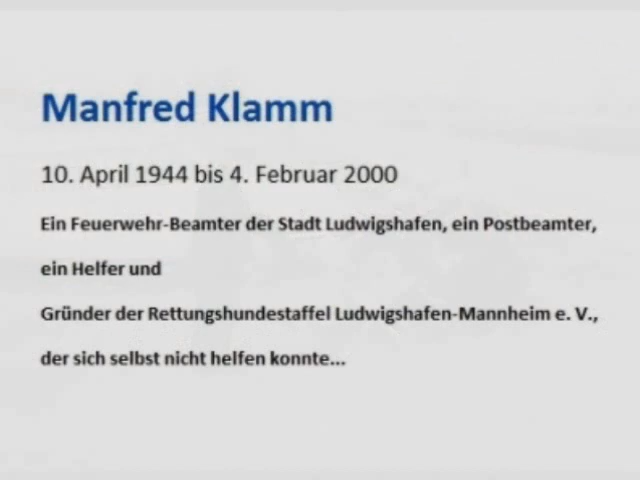 Manfred Klamm
10. April 1944 bis 4. Februar 2000
Ein Feuerwehr-Beamter der Stadt Ludwigshafen, ein Postbeamter,
ein Helfer und
Gründer der Rettungshundestaffel Ludwigshafen-Mannheim e. V.,
der sich selbst nicht helfen konnte...